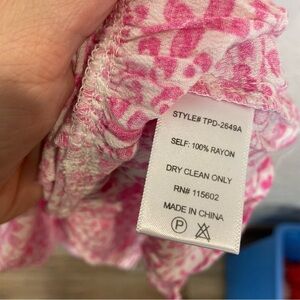 STYLE# TPD-2649A
SELF: 100% RAYON
DRY CLEAN ONLY
RN# 115602
MADE IN CHINA
P